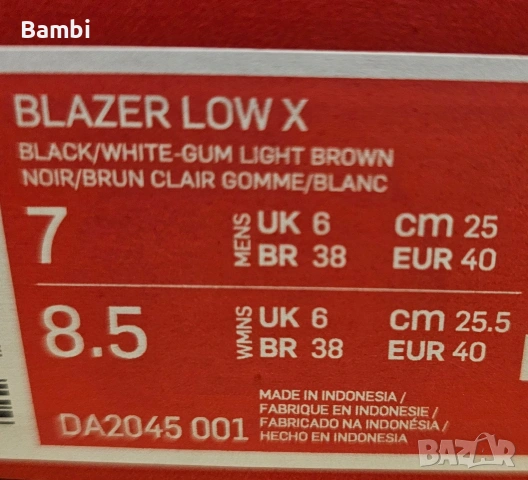 Bambi
BLAZER LOW X
BLACK/WHITE-GUM LIGHT BROWN
NOIR/BRUN CLAIR GOMME/BLANC
7 MENS UK 6 cm 25
BR 38 EUR 40
8.5 WMNS UK 6 cm 25.5
BR 38 EUR 40
DA2045 001
MADE IN INDONESIA /
FABRIQUE EN INDONESIE /
FABRICADO NA INDONÉSIA /
HECHO EN INDONESIA
BAZAR